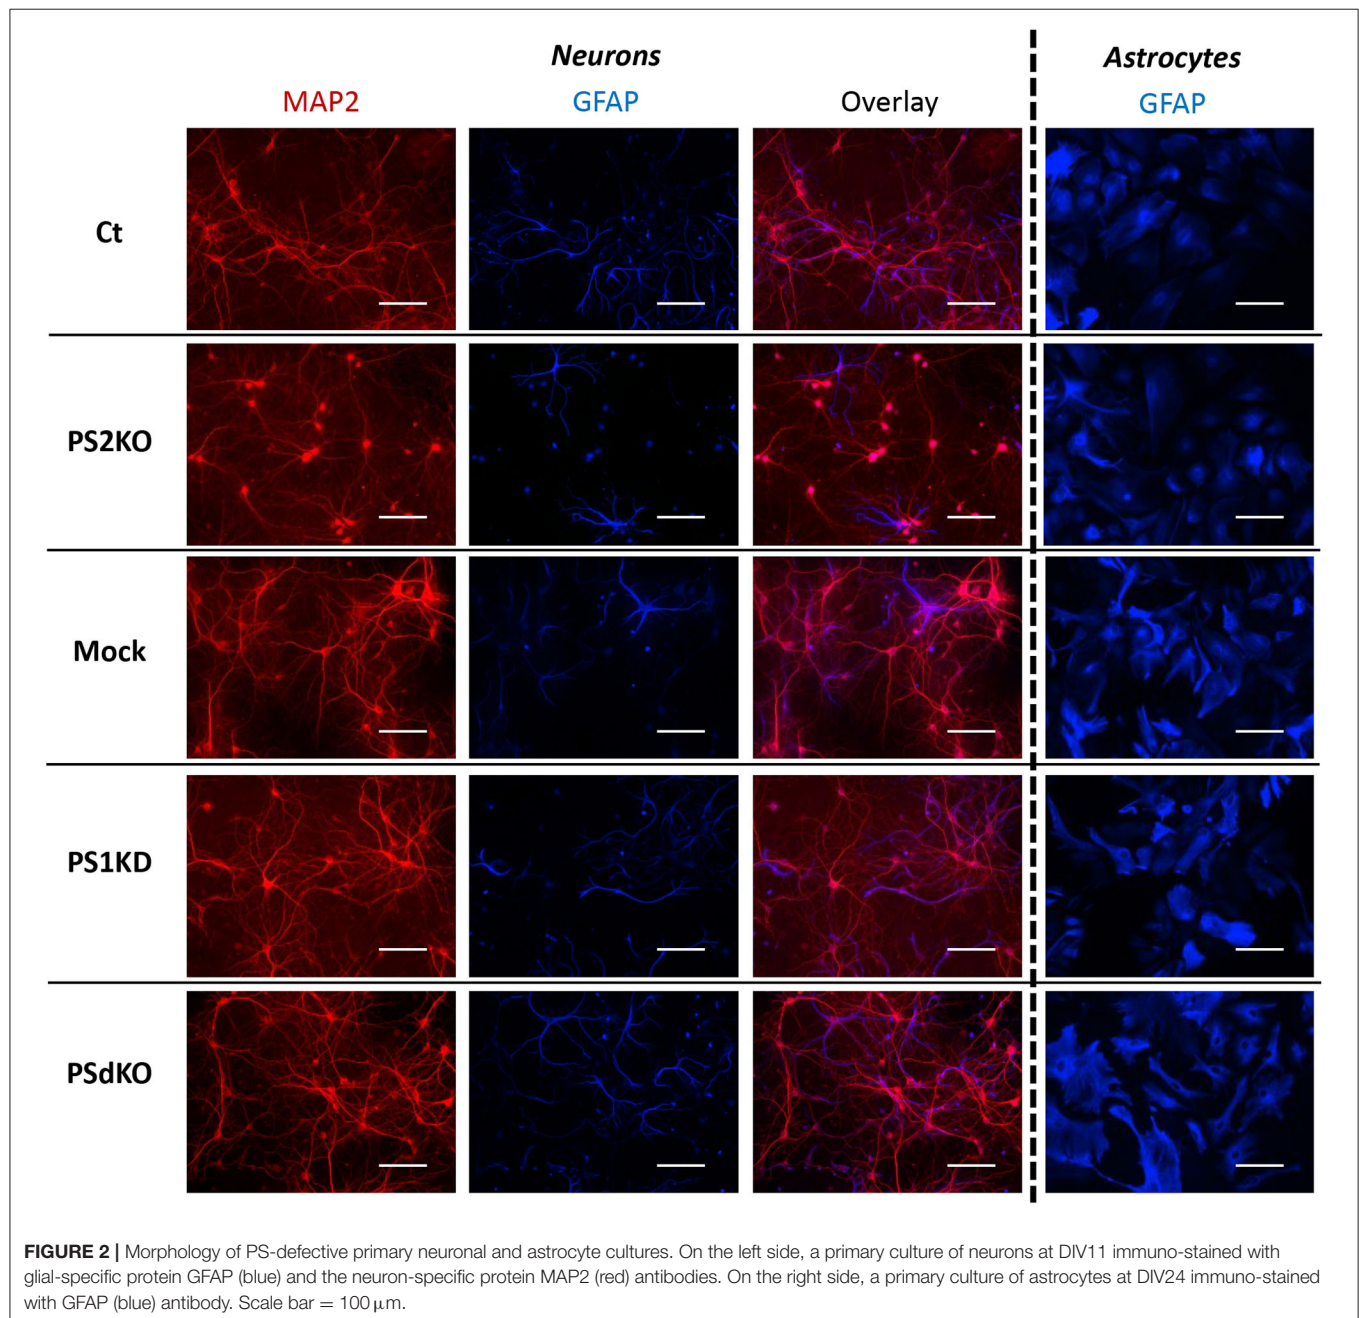 Neurons
Astrocytes
MAP2
GFAP
Overlay
GFAP
Ct
PS2KO
Mock
PS1KD
PSdKO
FIGURE 2 | Morphology of PS-defective primary neuronal and astrocyte cultures. On the left side, a primary culture of neurons at DIV11 immuno-stained with
glial-specific protein GFAP (blue) and the neuron-specific protein MAP2 (red) antibodies. On the right side, a primary culture of astrocytes at DIV24 immuno-stained
with GFAP (blue) antibody. Scale bar = 100 μm.